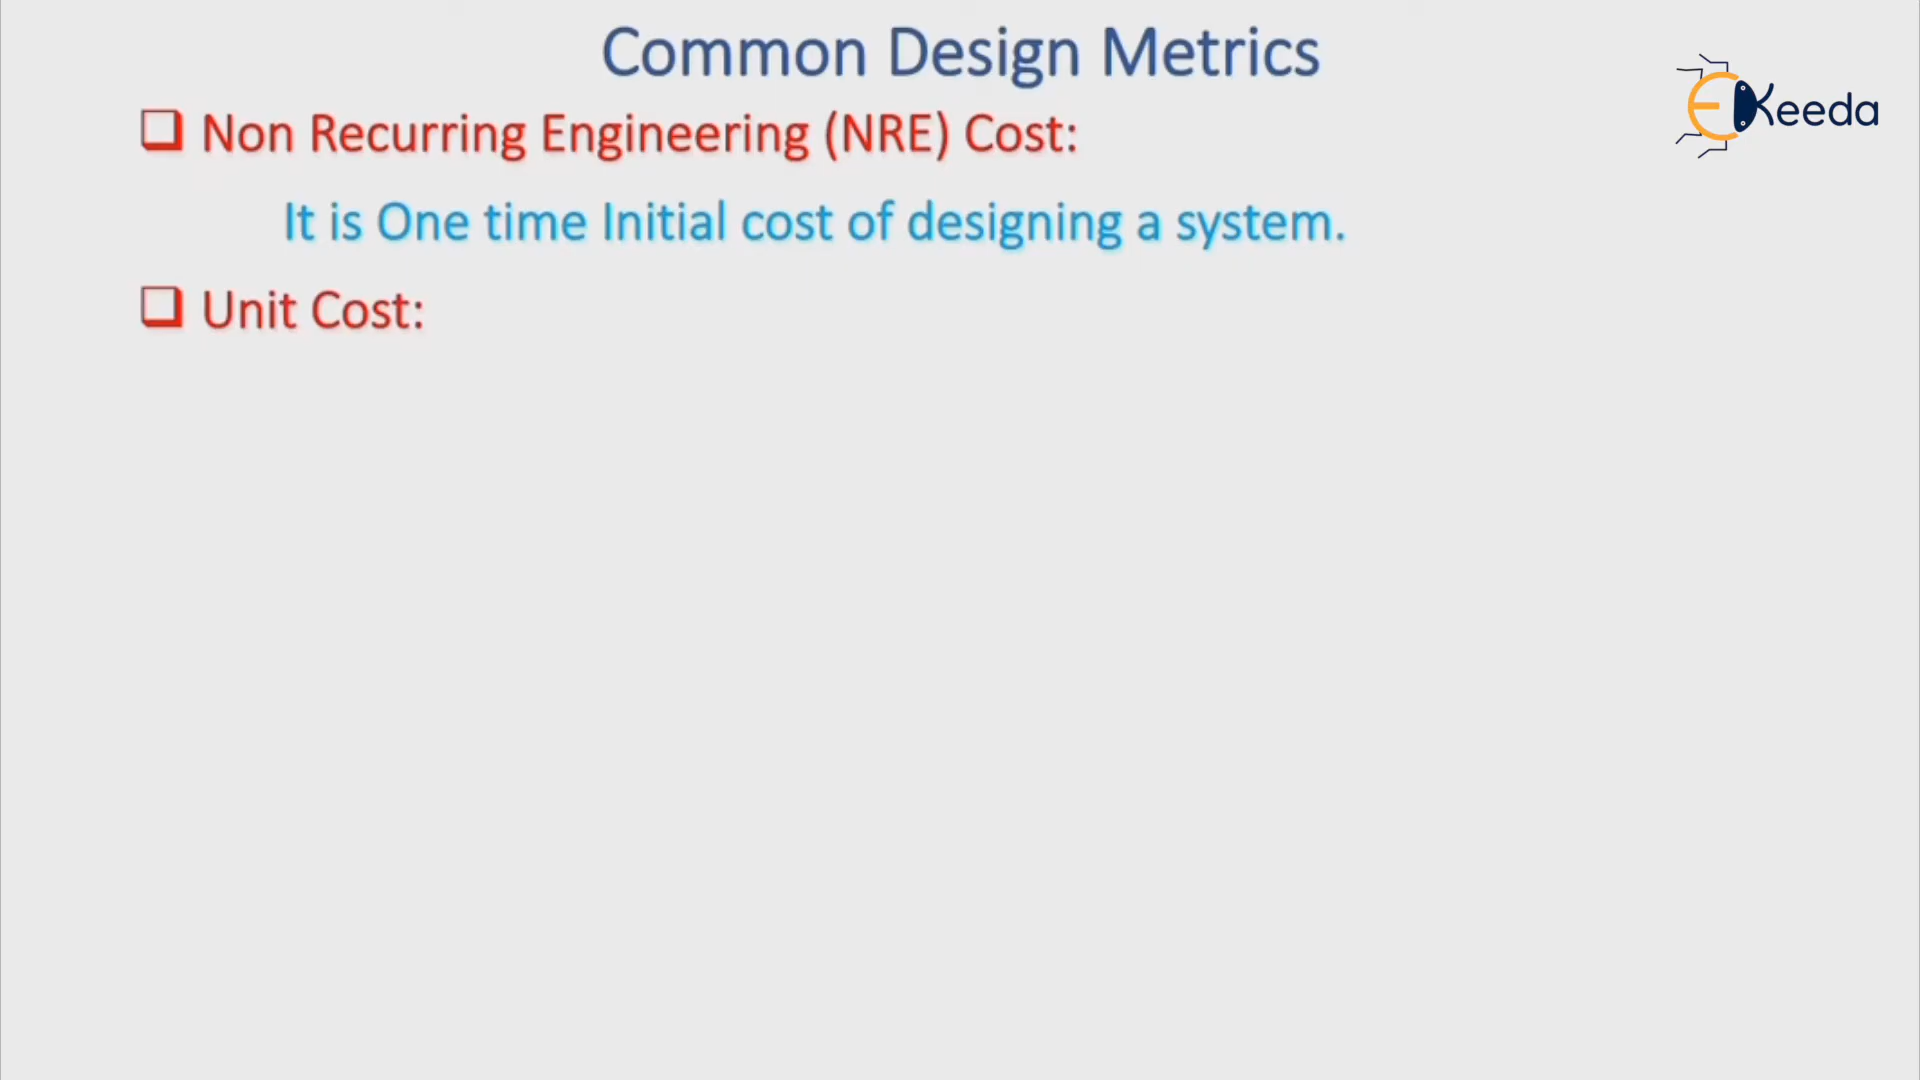 Common Design Metrics
Non Recurring Engineering (NRE) Cost:
It is One time Initial cost of designing a system.
Unit Cost:
EKeeda